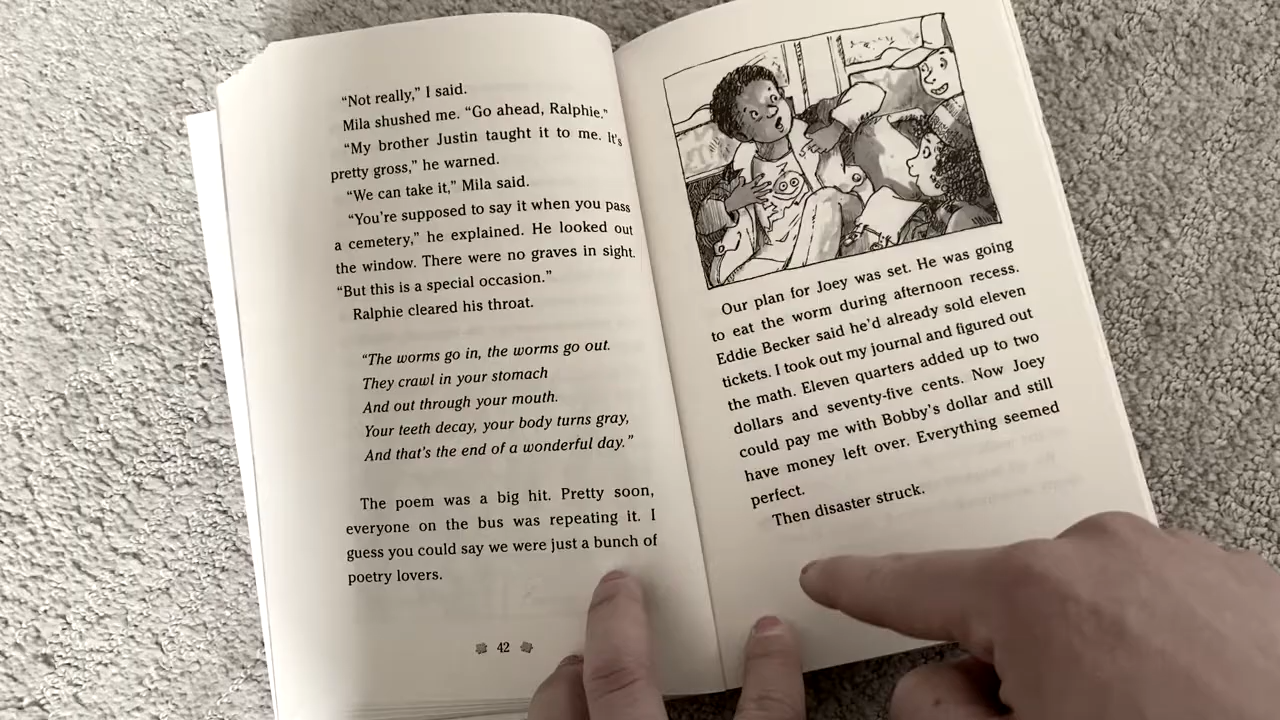 “Not really,” I said.
Mila shushed me. “Go ahead, Ralphie.”
“My brother Justin taught it to me. It’s
pretty gross,” he warned.
“We can take it,” Mila said.
“You’re supposed to say it when you pass
a cemetery,” he explained. He looked out
the window. There were no graves in sight.
“But this is a special occasion.”
Ralphie cleared his throat.
“The worms go in, the worms go out.
They crawl in your stomach
And out through your mouth.
Your teeth decay, your body turns gray,
And that’s the end of a wonderful day.”
The poem was a big hit. Pretty soon,
everyone on the bus was repeating it. I
guess you could say we were just a bunch of
poetry lovers.
42
Our plan for Joey was set. He was going
to eat the worm during afternoon recess.
Eddie Becker said he’d already sold eleven
tickets. I took out my journal and figured out
the math. Eleven quarters added up to two
dollars and seventy-five cents. Now Joey
could pay me with Bobby’s dollar and still
have money left over. Everything seemed
perfect.
Then disaster struck.